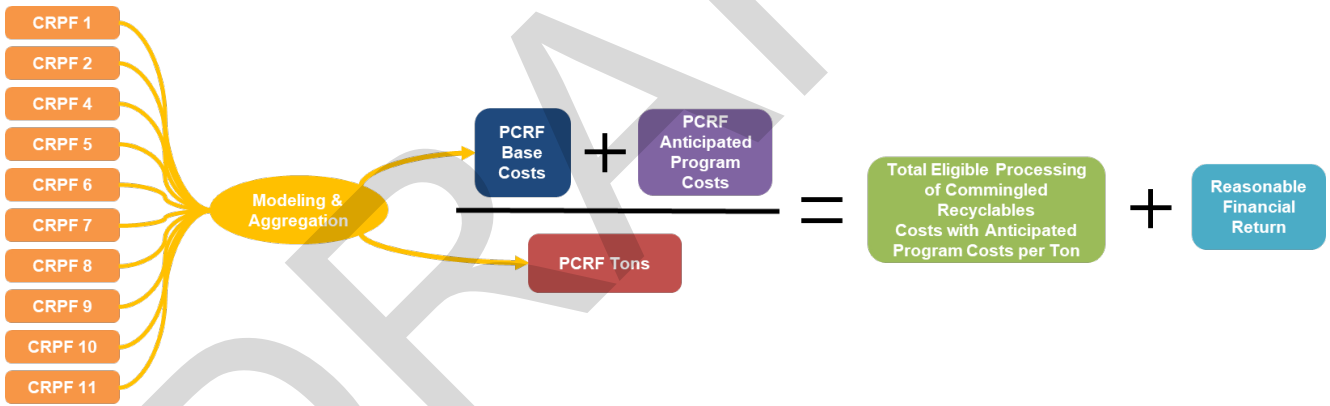 CRPF 1
CRPF 2
CRPF 4
CRPF 5
CRPF 6
CRPF 7
CRPF 8
CRPF 9
CRPF 10
CRPF 11
Modeling &
Aggregation
PCRF
Base
Costs
+
PCRF
Anticipated
Program
Costs
PCRF Tons
=
Total Eligible Processing
of Commingled
Recyclables
Costs with Anticipated
Program Costs per Ton
+
Reasonable
Financial
Return